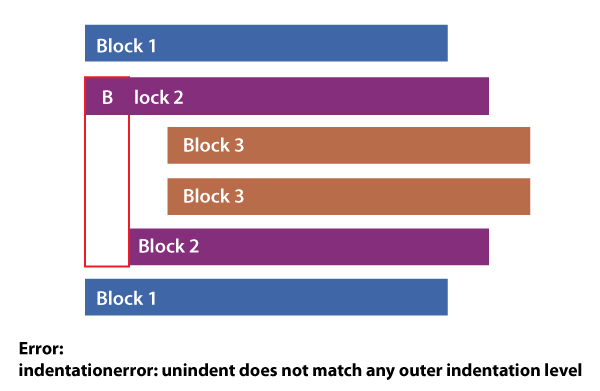 Block 1
B lock 2
Block 3
Block 3
Block 2
Block 1
Error:
indentationerror: unindent does not match any outer indentation level